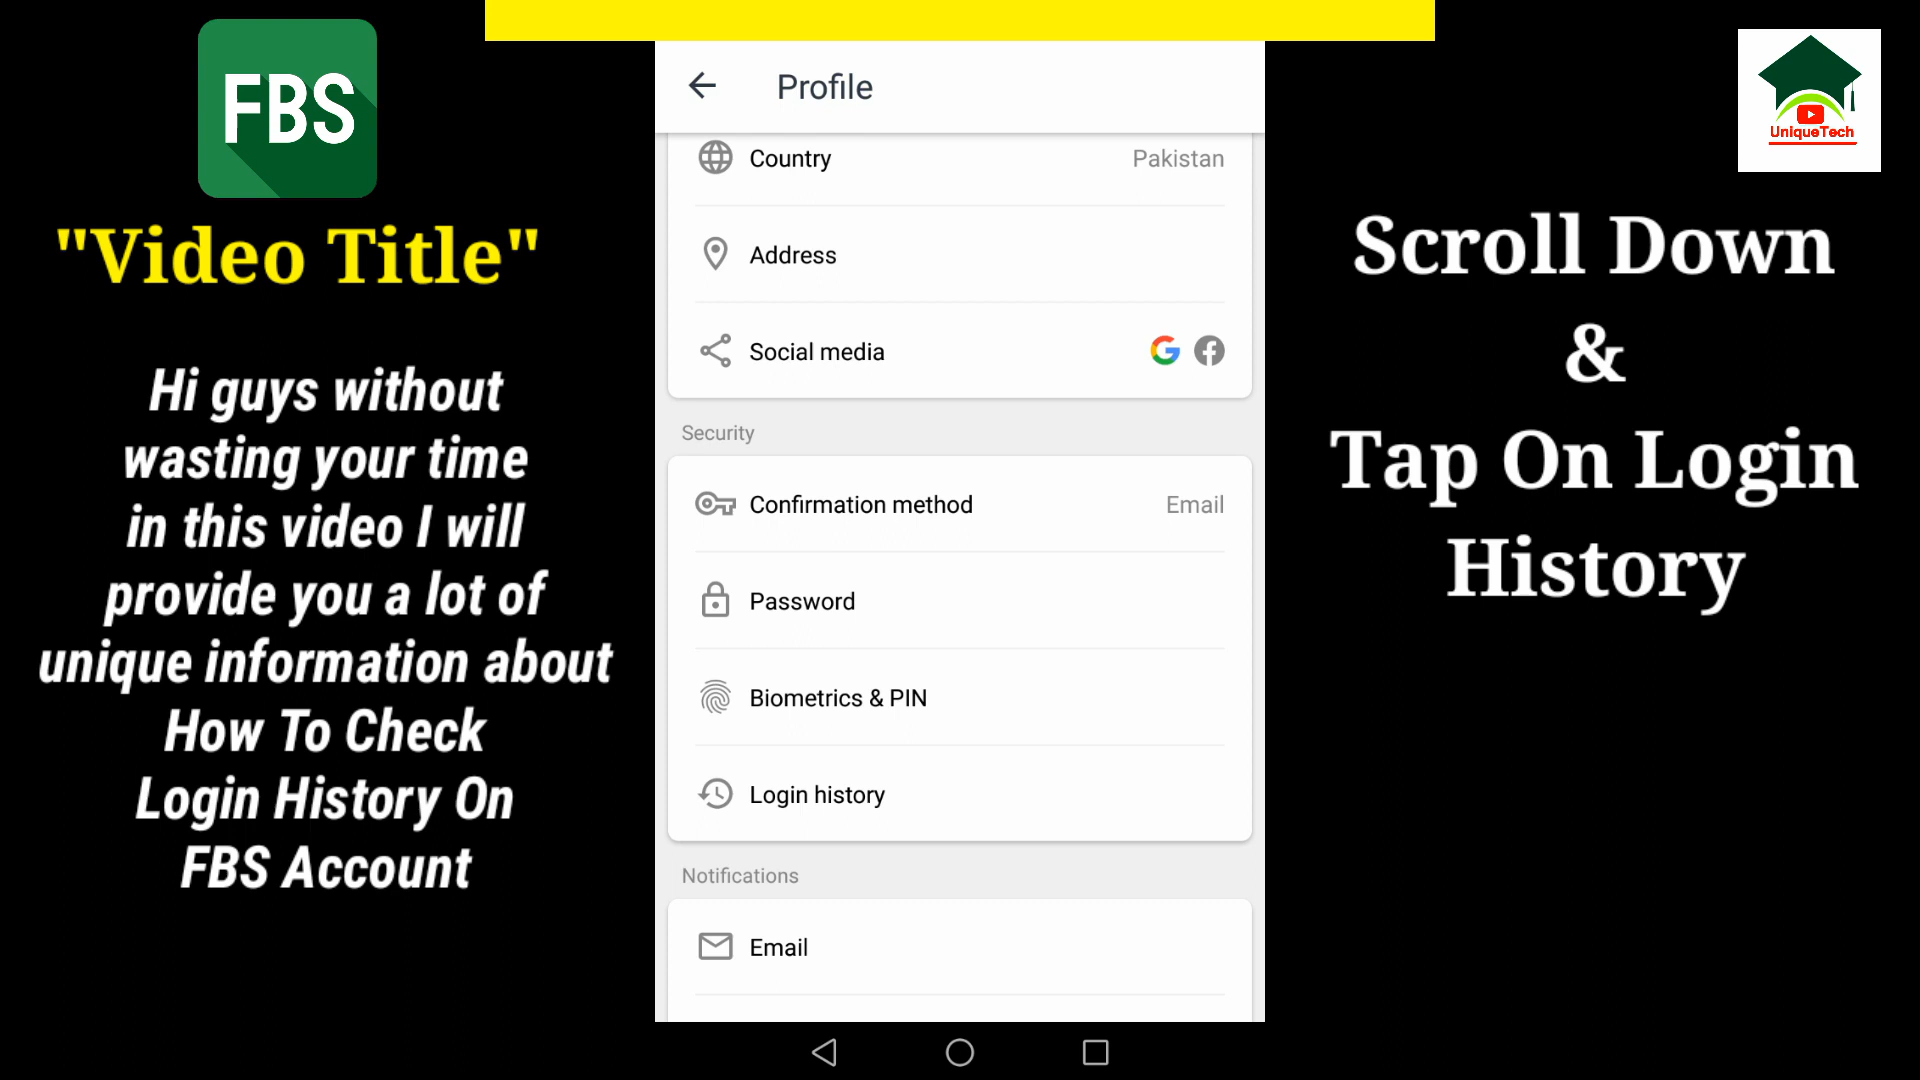 FBS
"Video Title"
Hi guys without
wasting your time
in this video I will
provide you a lot of
unique information about
How To Check
Login History On
FBS Account
Profile
Country Pakistan
Address
Social media
Security
Confirmation method Email
Password
Biometrics & PIN
Login history
Notifications
Email
UniqueTech
Scroll Down
&
Tap On Login
History